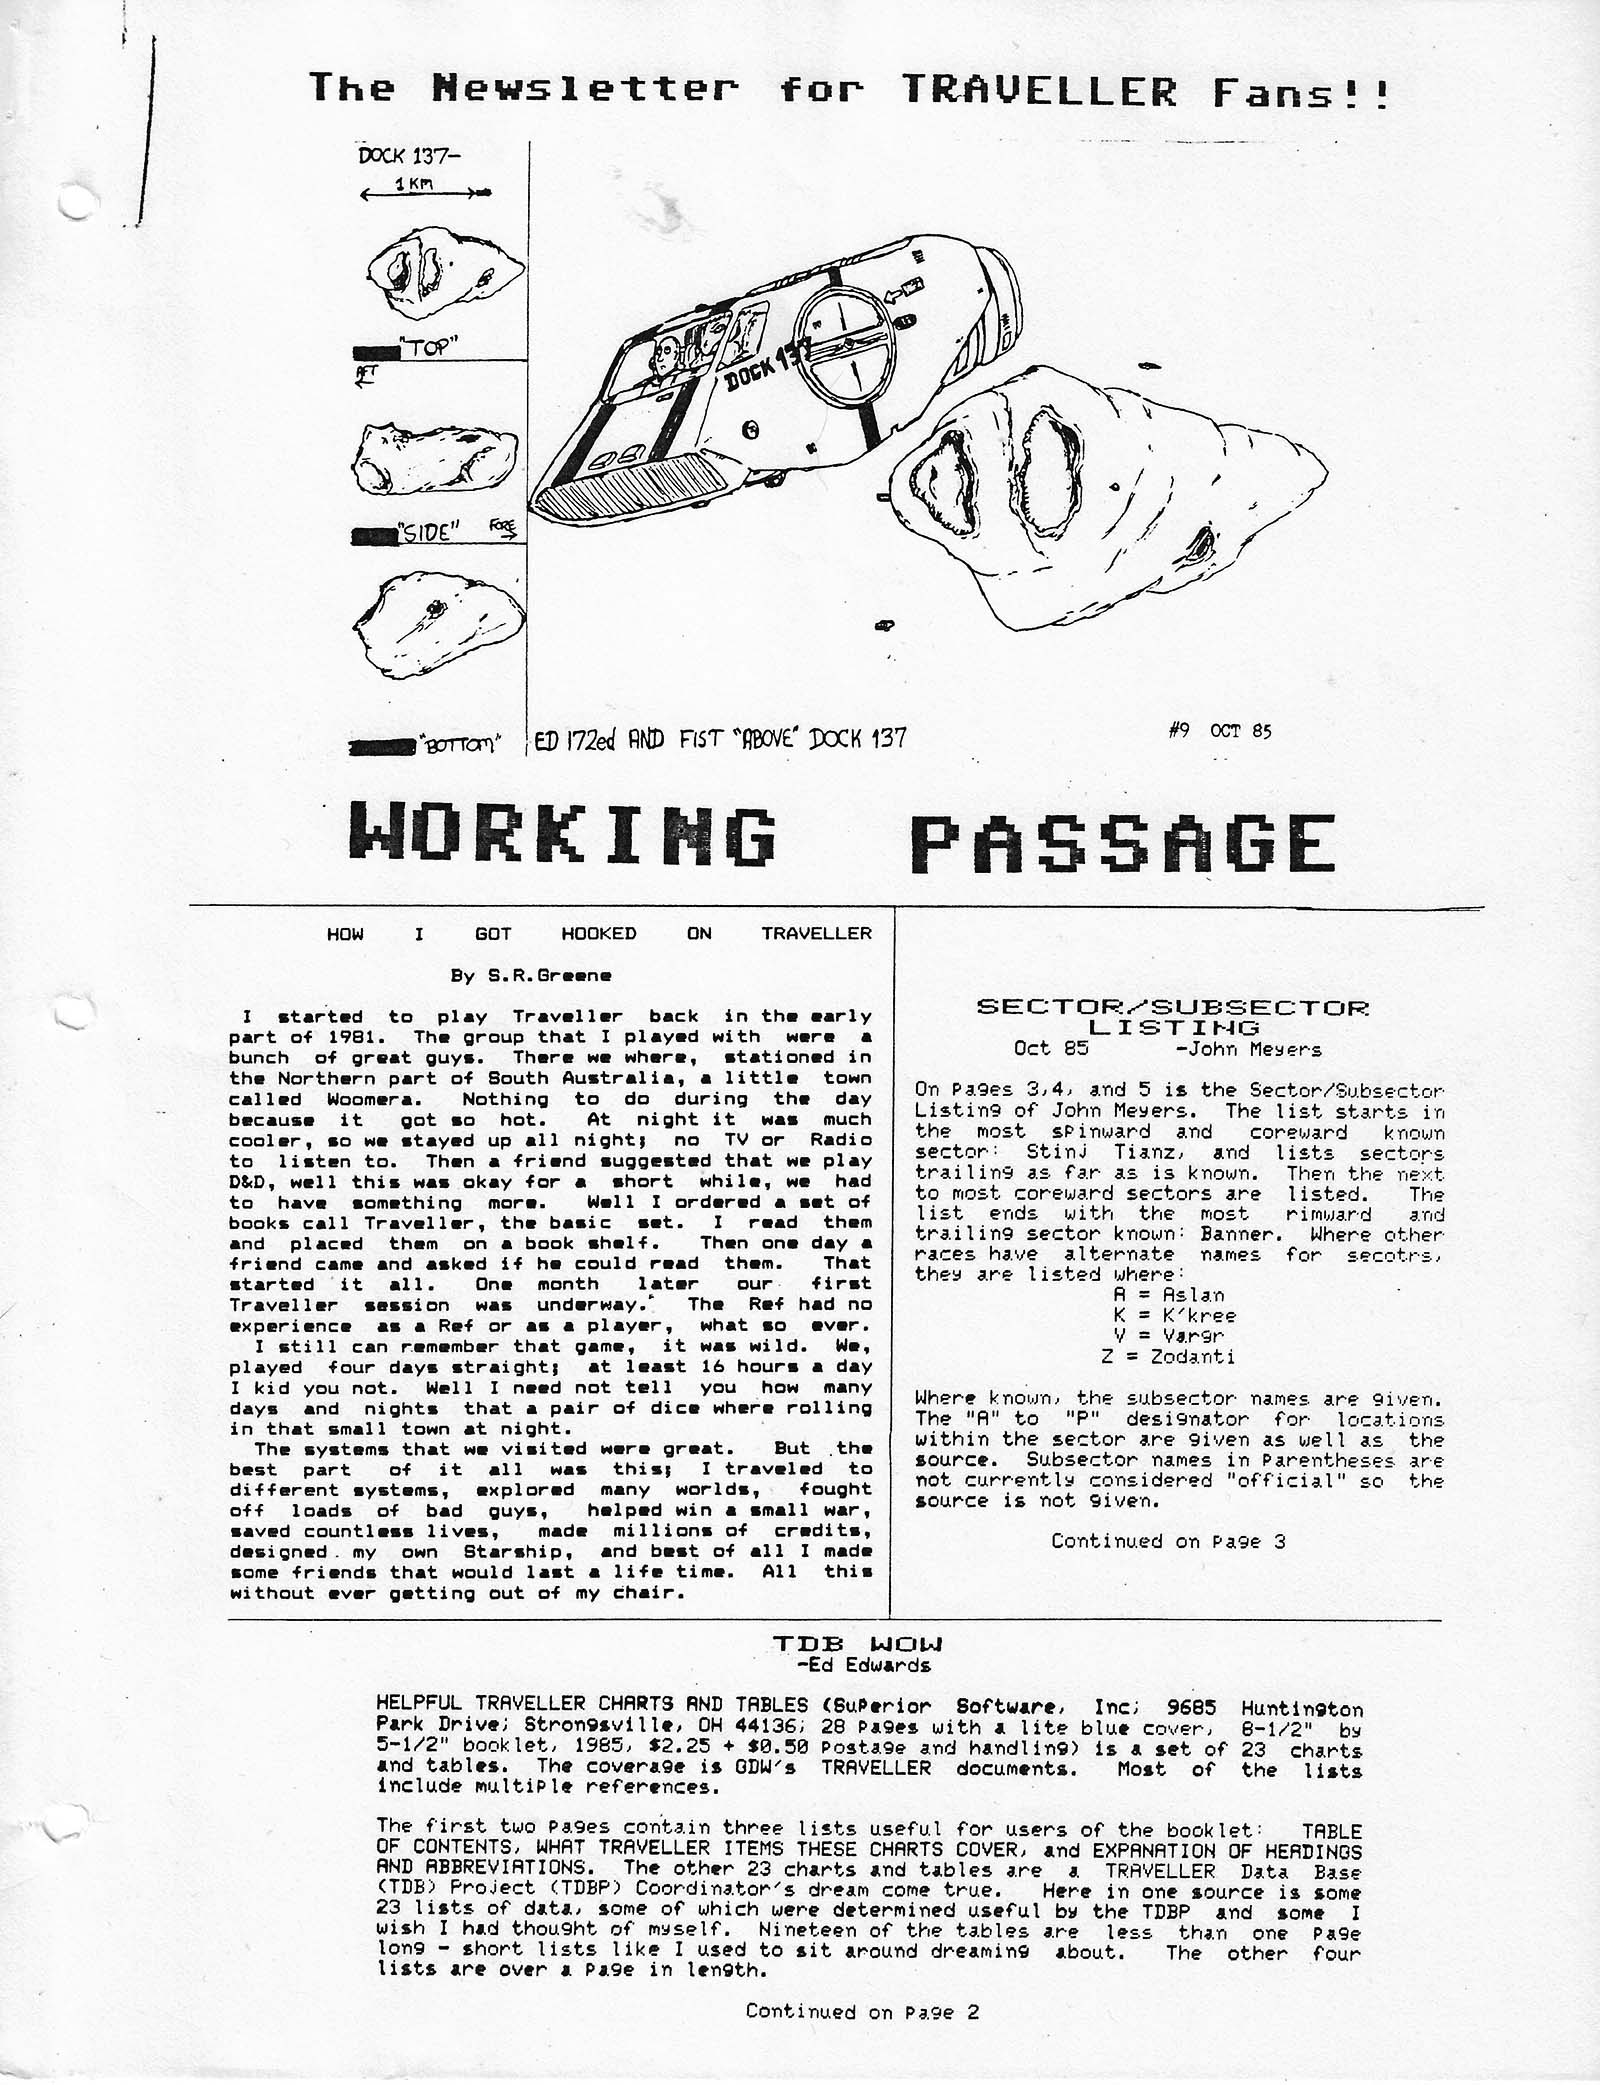 The Newsletter for TRAVELLER Fans!!
DOCK 137-
1 KM
"TOP"
AFT
"SIDE"
FORE
"BOTTOM"
DOCK 137
ED 172ed AND FIST "ABOVE" DOCK 137
#9 OCT 85
WORKING PASSAGE
HOW I GOT HOOKED ON TRAVELLER
By S.R.Greene
I started to play Traveller back in the early
part of 1981. The group that I played with were a
bunch of great guys. There we where, stationed in
the Northern part of South Australia, a little town
called Woomera. Nothing to do during the day
because it got so hot. At night it was much
cooler, so we stayed up all night; no TV or Radio
to listen to. Then a friend suggested that we play
D&D, well this was okay for a short while, we had
to have something more. Well I ordered a set of
books call Traveller, the basic set. I read them
and placed them on a book shelf. Then one day a
friend came and asked if he could read them. That
started it all. One month later our first
Traveller session was underway. The Ref had no
experience as a Ref or as a player, what so ever.
I still can remember that game, it was wild. We,
played four days straight; at least 16 hours a day
I kid you not. Well I need not tell you how many
days and nights that a pair of dice where rolling
in that small town at night.
The systems that we visited were great. But the
best part of it all was this; I traveled to
different systems, explored many worlds, fought
off loads of bad guys, helped win a small war,
saved countless lives, made millions of credits,
designed my own Starship, and best of all I made
some friends that would last a life time. All this
without ever getting out of my chair.
SECTOR/SUBSECTOR
LISTING
Oct 85 -John Meyers
On pages 3,4, and 5 is the Sector/Subsector
Listing of John Meyers. The list starts in
the most spinward and coreward known
sector: Stinj Tianz, and lists sectors
trailing as far as is known. Then the next
to most coreward sectors are listed. The
list ends with the most rimward and
trailing sector known: Banner. Where other
races have alternate names for secotrs,
they are listed where:
A = Aslan
K = K'kree
V = Vargr
Z = Zodanti
Where known, the subsector names are given.
The "A" to "P" designator for locations
within the sector are given as well as the
source. Subsector names in parentheses are
not currently considered "official" so the
source is not given.
Continued on page 3
TDB WOW
-Ed Edwards
HELPFUL TRAVELLER CHARTS AND TABLES (Superior Software, Inc; 9685 Huntington
Park Drive; Strongsville, OH 44136; 28 pages with a lite blue cover, 8-1/2" by
5-1/2" booklet, 1985, $2.25 + $0.50 postage and handling) is a set of 23 charts
and tables. The coverage is GDW's TRAVELLER documents. Most of the lists
include multiple references.
The first two pages contain three lists useful for users of the booklet: TABLE
OF CONTENTS, WHAT TRAVELLER ITEMS THESE CHARTS COVER, and EXPANATION OF HEADINGS
AND ABBREVIATIONS. The other 23 charts and tables are a TRAVELLER Data Base
(TDB) Project (TDBP) Coordinator's dream come true. Here in one source is some
23 lists of data, some of which were determined useful by the TDBP and some I
wish I had thought of myself. Nineteen of the tables are less than one page
long - short lists like I used to sit around dreaming about. The other four
lists are over a page in length.
Continued on page 2